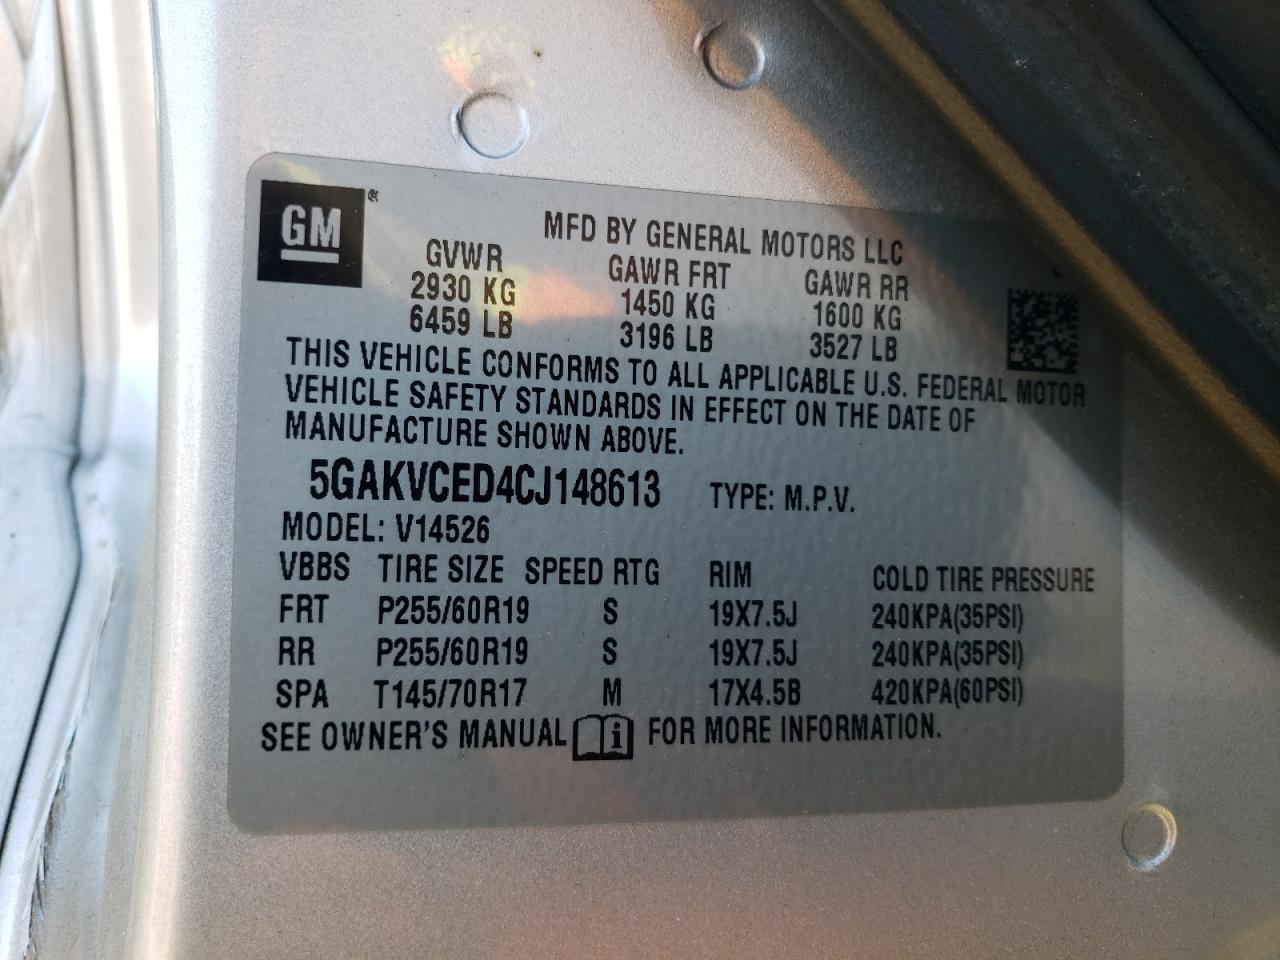 GM ®
MFD BY GENERAL MOTORS LLC
GVWR GAWR FRT GAWR RR
2930 KG 1450 KG 1600 KG
6459 LB 3196 LB 3527 LB
THIS VEHICLE CONFORMS TO ALL APPLICABLE U.S. FEDERAL MOTOR
VEHICLE SAFETY STANDARDS IN EFFECT ON THE DATE OF
MANUFACTURE SHOWN ABOVE.
5GAKVCED4CJ148613 TYPE: M.P.V.
MODEL: V14526
VBBS TIRE SIZE SPEED RTG RIM COLD TIRE PRESSURE
FRT P255/60R19 S 19X7.5J 240KPA(35PSI)
RR P255/60R19 S 19X7.5J 240KPA(35PSI)
SPA T145/70R17 M 17X4.5B 420KPA(60PSI)
SEE OWNER'S MANUAL i FOR MORE INFORMATION.